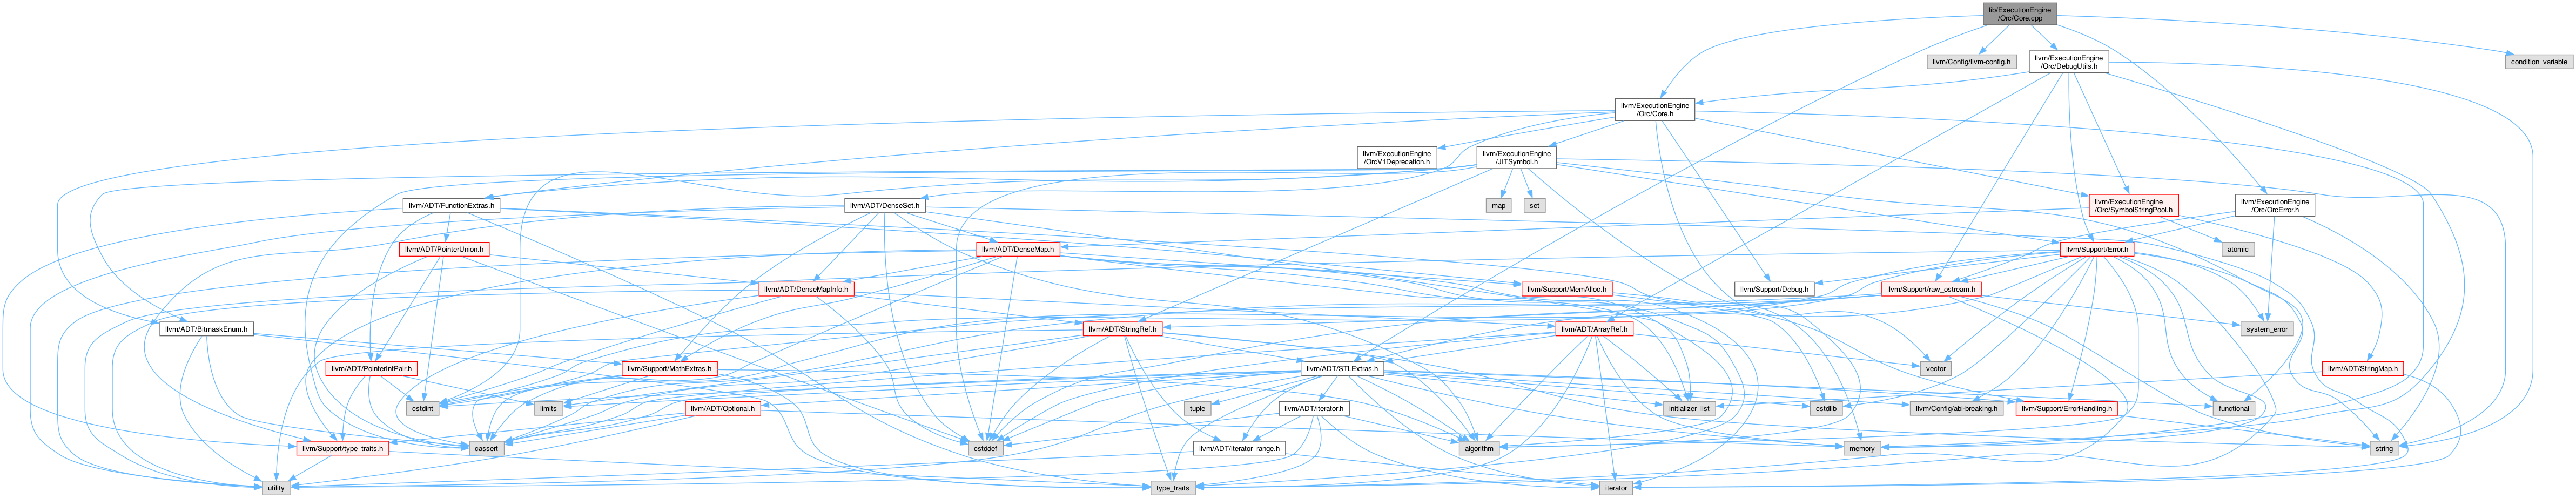 lib/ExecutionEngine
/Orc/Core.cpp
llvm/Config/llvm-config.h
llvm/ExecutionEngine
/Orc/DebugUtils.h
condition_variable
llvm/ExecutionEngine
/Orc/Core.h
llvm/ExecutionEngine
/OrcV1Deprecation.h
llvm/ExecutionEngine
/JITSymbol.h
llvm/ADT/FunctionExtras.h
llvm/ADT/DenseSet.h
map
set
llvm/ExecutionEngine
/Orc/SymbolStringPool.h
llvm/ExecutionEngine
/Orc/OrcError.h
llvm/ADT/PointerUnion.h
llvm/ADT/DenseMap.h
atomic
llvm/Support/Error.h
llvm/ADT/DenseMapInfo.h
llvm/Support/MemAlloc.h
llvm/Support/Debug.h
llvm/Support/raw_ostream.h
llvm/ADT/BitmaskEnum.h
llvm/ADT/StringRef.h
llvm/ADT/ArrayRef.h
system_error
llvm/ADT/PointerIntPair.h
llvm/Support/MathExtras.h
llvm/ADT/STLExtras.h
vector
llvm/ADT/StringMap.h
cstdint
limits
llvm/ADT/Optional.h
tuple
llvm/ADT/iterator.h
initializer_list
cstdlib
llvm/Config/abi-breaking.h
llvm/Support/ErrorHandling.h
functional
llvm/Support/type_traits.h
cassert
cstddef
algorithm
llvm/ADT/iterator_range.h
memory
string
utility
type_traits
iterator